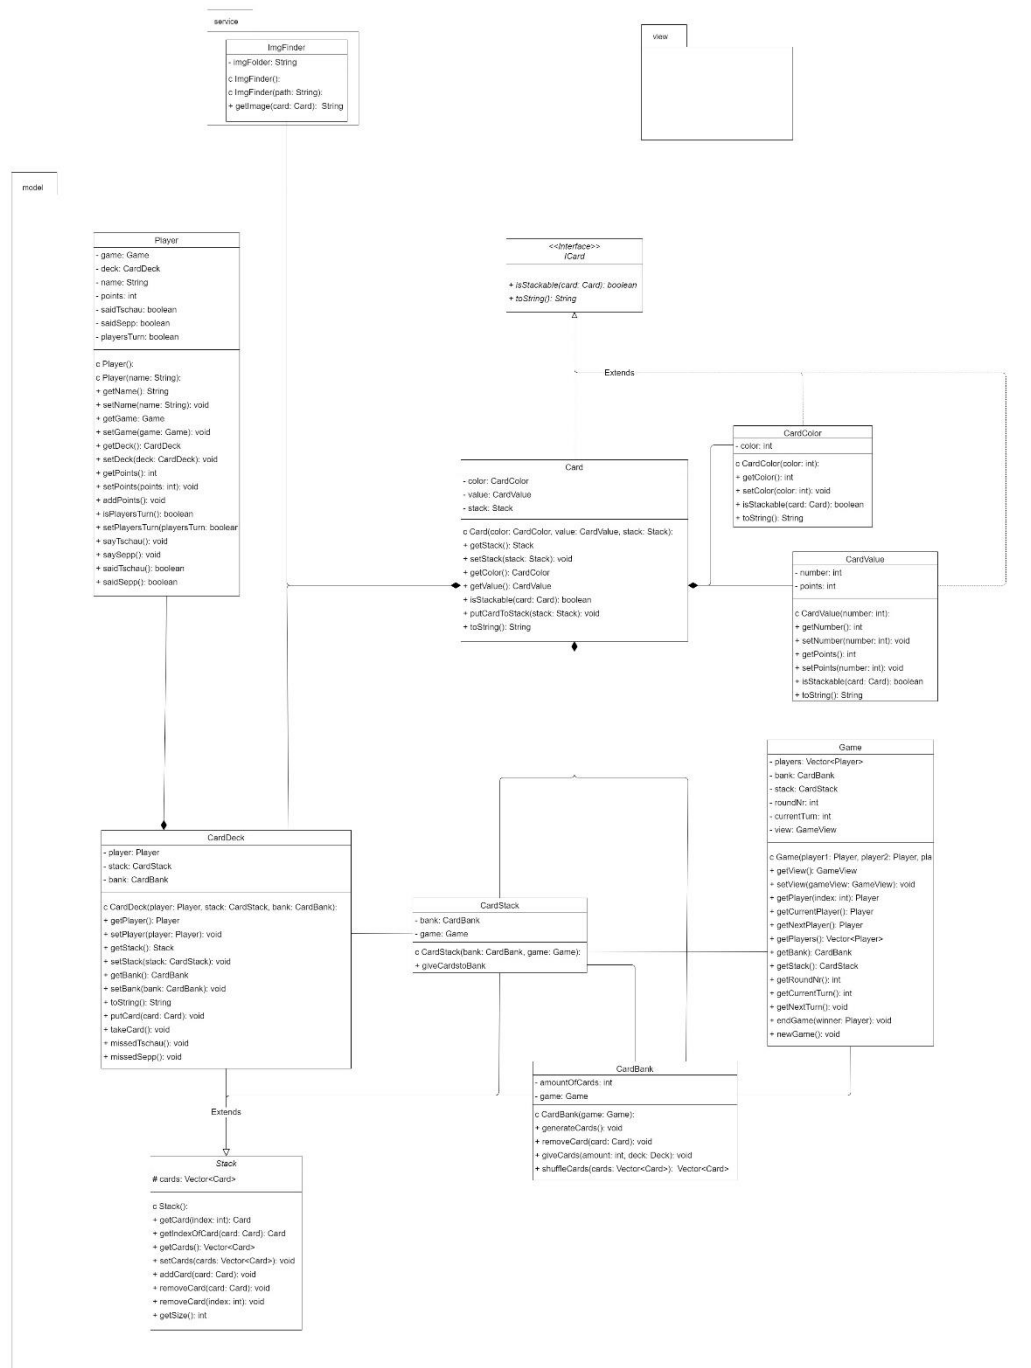 service
ImgFinder
- imgFolder: String
c ImgFinder():
c ImgFinder(path: String):
+ getImage(card: Card): String
view
model
Player
- game: Game
- deck: CardDeck
- name: String
- points: int
- saidTschau: boolean
- saidSepp: boolean
- playersTurn: boolean
c Player():
c Player(name: String):
+ getName(): String
+ setName(name: String): void
+ getGame: Game
+ setGame(game: Game): void
+ getDeck(): CardDeck
+ setDeck(deck: CardDeck): void
+ getPoints(): int
+ setPoints(points: int): void
+ addPoints(): void
+ isPlayersTurn(): boolean
+ setPlayersTurn(playersTurn: boolear
+ sayTschau(): void
+ saySepp(): void
+ saidTschau(): boolean
+ saidSepp(): boolean
<<Interface>>
ICard
+ isStackable(card: Card): boolean
+ toString(): String
Extends
CardColor
- color: int
c CardColor(color: int):
+ getColor(): int
+ setColor(color: int): void
+ isStackable(card: Card): boolean
+ toString(): String
Card
- color: CardColor
- value: CardValue
- stack: Stack
c Card(color: CardColor, value: CardValue, stack: Stack):
+ getStack(): Stack
+ setStack(stack: Stack): void
+ getColor(): CardColor
+ getValue(): CardValue
+ isStackable(card: Card): boolean
+ putCardToStack(stack: Stack): void
+ toString(): String
CardValue
- number: int
- points: int
c CardValue(number: int):
+ getNumber(): int
+ setNumber(number: int): void
+ getPoints(): int
+ setPoints(number: int): void
+ isStackable(card: Card): boolean
+ toString(): String
Game
- players: Vector<Player>
- bank: CardBank
- stack: CardStack
- roundNr: int
- currentTurn: int
- view: GameView
c Game(player1: Player, player2: Player, pla
+ getView(): GameView
+ setView(gameView: GameView): void
+ getPlayer(index: int): Player
+ getCurrentPlayer(): Player
+ getNextPlayer(): Player
+ getPlayers(): Vector<Player>
+ getBank(): CardBank
+ getStack(): CardStack
+ getRoundNr(): int
+ getCurrentTurn(): int
+ getNextTurn(): void
+ endGame(winner: Player): void
+ newGame(): void
CardDeck
- player: Player
- stack: CardStack
- bank: CardBank
c CardDeck(player: Player, stack: CardStack, bank: CardBank):
+ getPlayer(): Player
+ setPlayer(player: Player): void
+ getStack(): Stack
+ setStack(stack: CardStack): void
+ getBank(): CardBank
+ setBank(bank: CardBank): void
+ toString(): String
+ putCard(card: Card): void
+ takeCard(): void
+ missedTschau(): void
+ missedSepp(): void
CardStack
- bank: CardBank
- game: Game
c CardStack(bank: CardBank, game: Game):
+ giveCardstoBank
CardBank
- amountOfCards: int
- game: Game
c CardBank(game: Game):
+ generateCards(): void
+ removeCard(card: Card): void
+ giveCards(amount: int, deck: Deck): void
+ shuffleCards(cards: Vector<Card>): Vector<Card>
Extends
Stack
# cards: Vector<Card>
c Stack():
+ getCard(index: int): Card
+ getIndexOfCard(card: Card): Card
+ getCards(): Vector<Card>
+ setCards(cards: Vector<Card>): void
+ addCard(card: Card): void
+ removeCard(card: Card): void
+ removeCard(index: int): void
+ getSize(): int